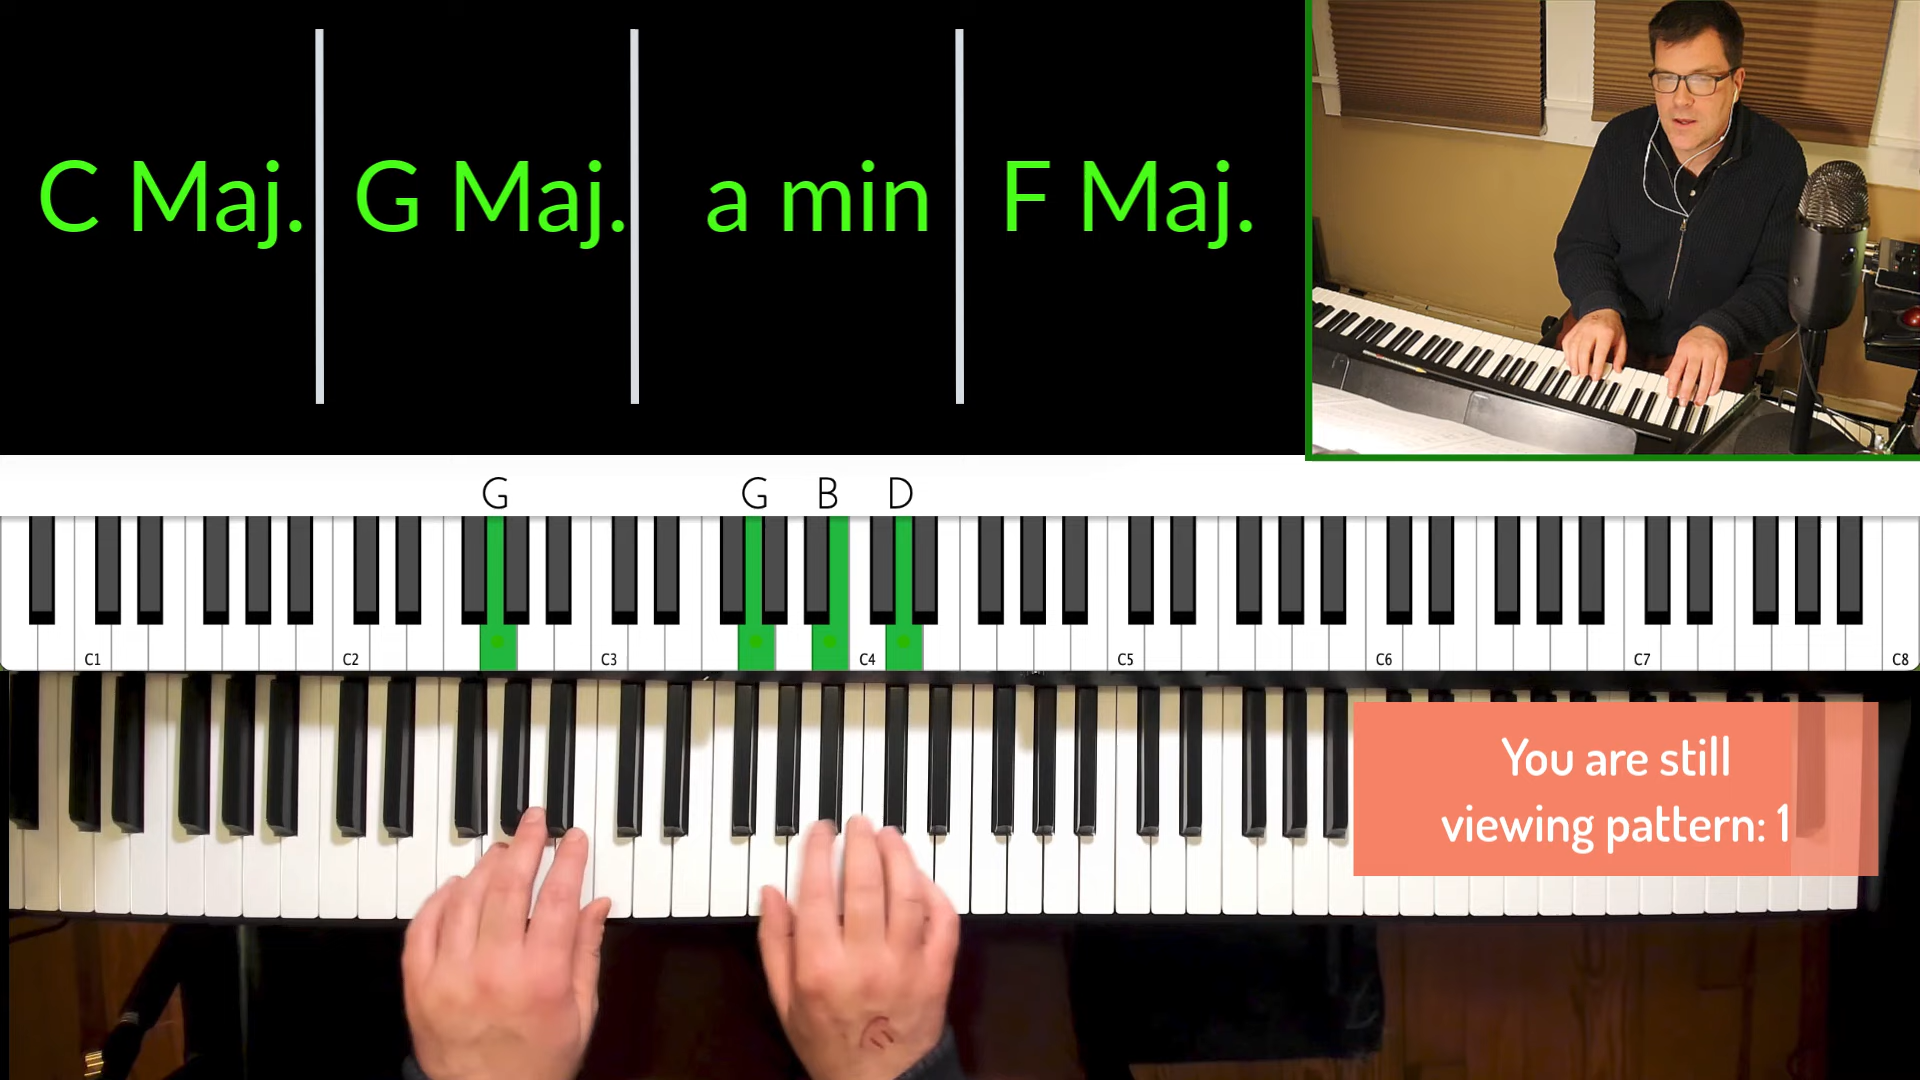 C Maj. G Maj. a min F Maj.
G G B D
C1 C2 C3 C4 C5 C6 C7 C8
You are still
viewing pattern: 1